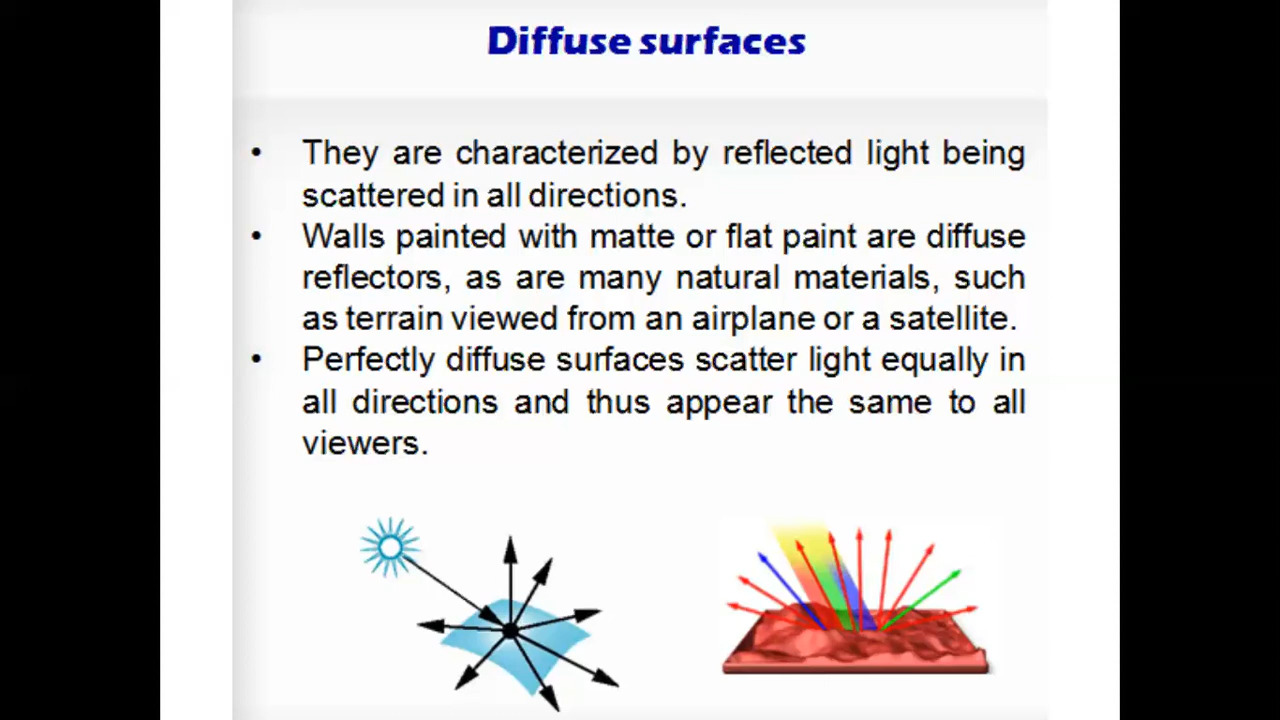 Diffuse surfaces
• They are characterized by reflected light being
scattered in all directions.
• Walls painted with matte or flat paint are diffuse
reflectors, as are many natural materials, such
as terrain viewed from an airplane or a satellite.
• Perfectly diffuse surfaces scatter light equally in
all directions and thus appear the same to all
viewers.